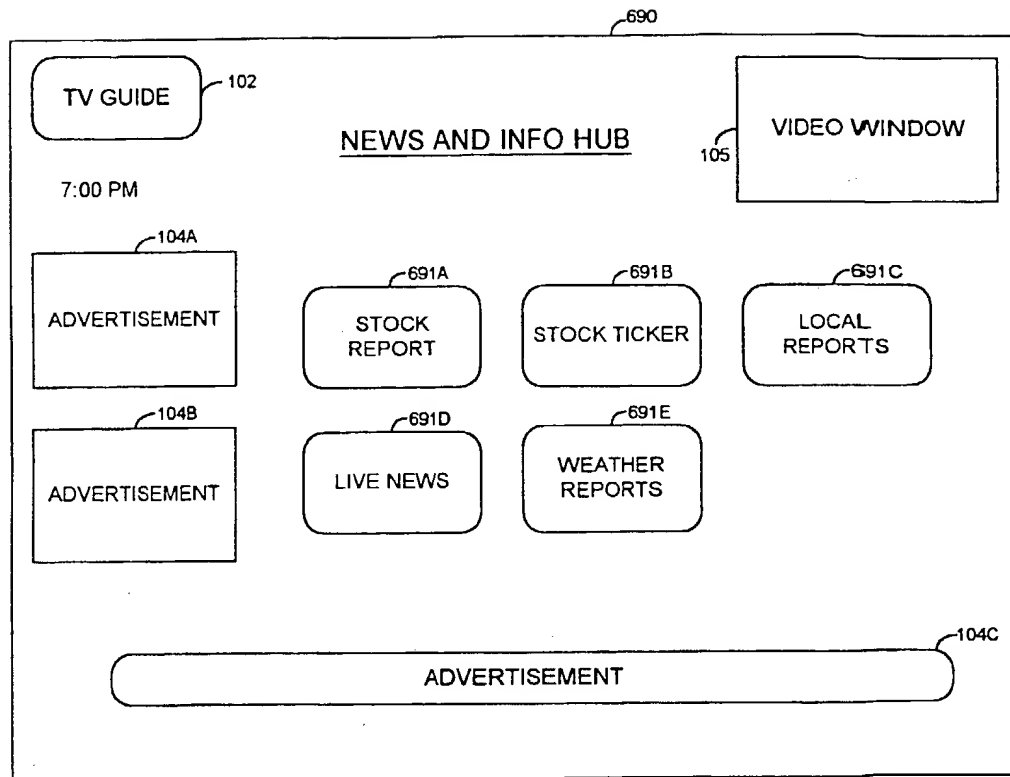 690
TV GUIDE
102
NEWS AND INFO HUB
VIDEO WINDOW
105
7:00 PM
104A
ADVERTISEMENT
691A
STOCK
REPORT
691B
STOCK TICKER
691C
LOCAL
REPORTS
104B
ADVERTISEMENT
691D
LIVE NEWS
691E
WEATHER
REPORTS
104C
ADVERTISEMENT